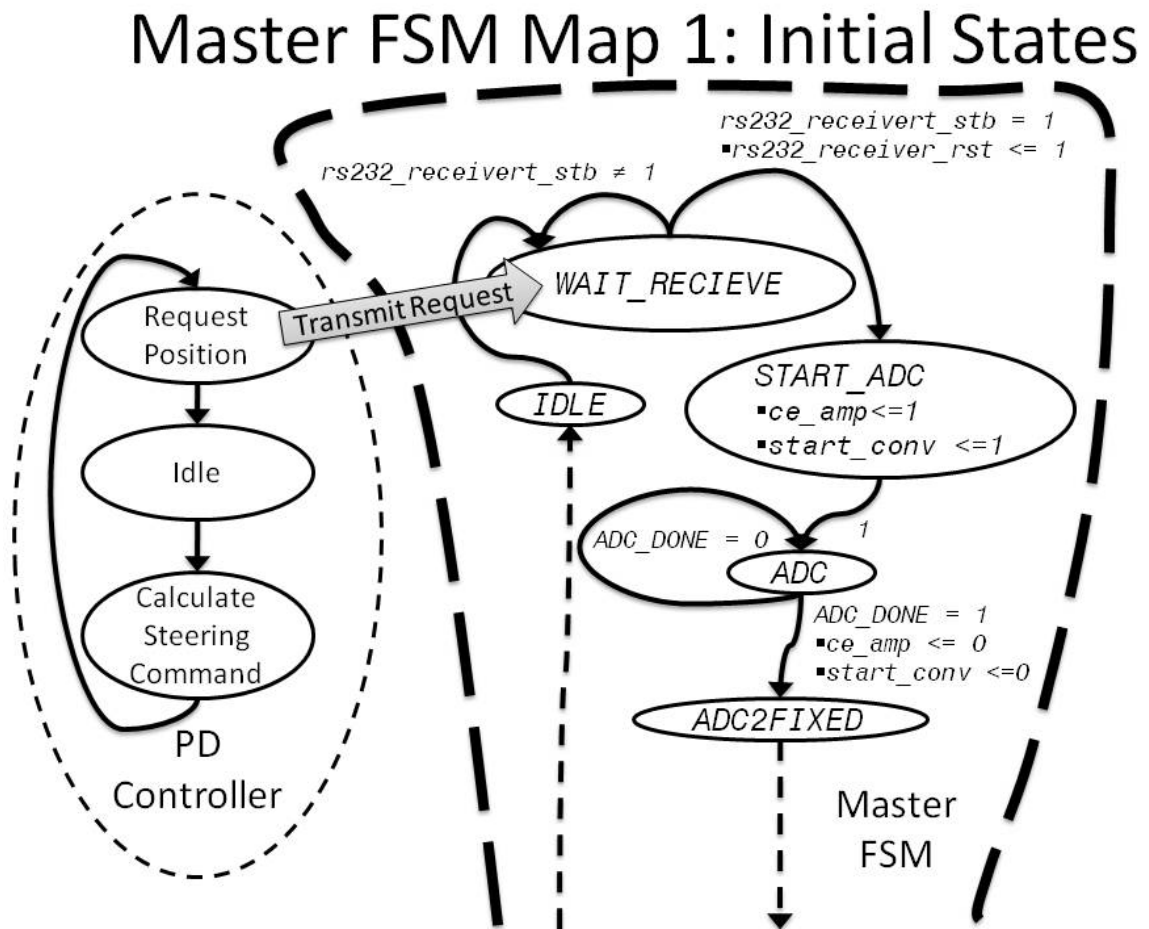 Master FSM Map 1: Initial States
rs232_receivert_stb = 1
▪rs232_receiver_rst <= 1
rs232_receivert_stb ≠ 1
WAIT_RECIEVE
Transmit Request
Request
Position
IDLE
START_ADC
▪ce_amp<=1
▪start_conv <=1
Idle
1
ADC_DONE = 0
ADC
Calculate
Steering
Command
ADC_DONE = 1
▪ce_amp <= 0
▪start_conv <=0
ADC2FIXED
PD
Controller
Master
FSM